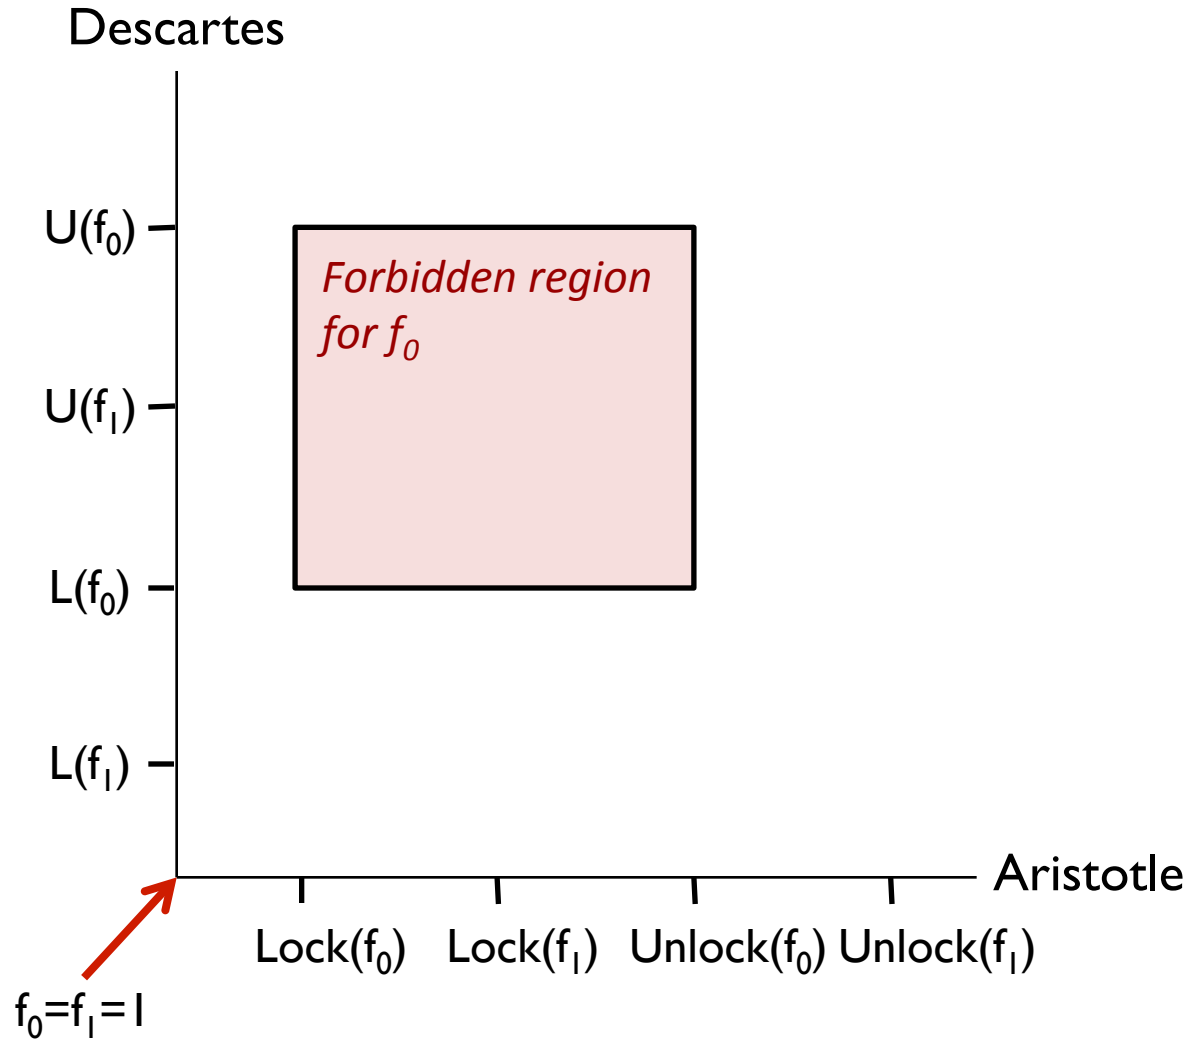 Descartes
U(f₀)
Forbidden region
for f₀
U(f₁)
L(f₀)
L(f₁)
Aristotle
Lock(f₀) Lock(f₁) Unlock(f₀) Unlock(f₁)
f₀=f₁=1